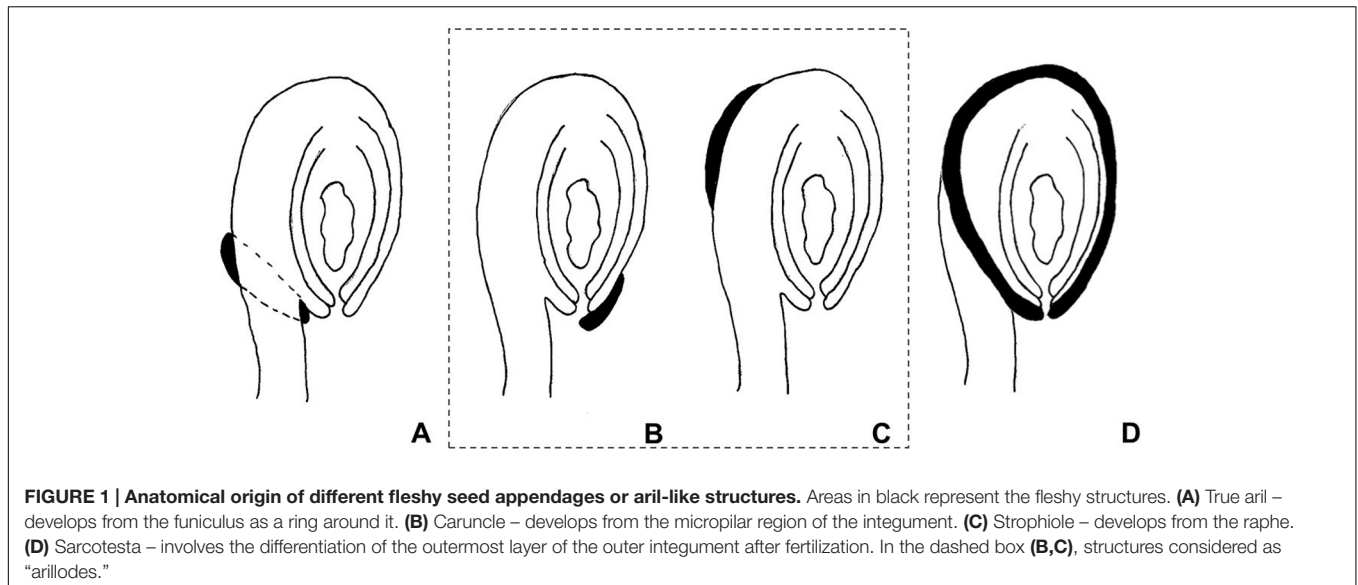 A
B
C
D
FIGURE 1 | Anatomical origin of different fleshy seed appendages or aril-like structures. Areas in black represent the fleshy structures. (A) True aril –
develops from the funiculus as a ring around it. (B) Caruncle – develops from the micropilar region of the integument. (C) Strophiole – develops from the raphe.
(D) Sarcotesta – involves the differentiation of the outermost layer of the outer integument after fertilization. In the dashed box (B,C), structures considered as
“arillodes.”